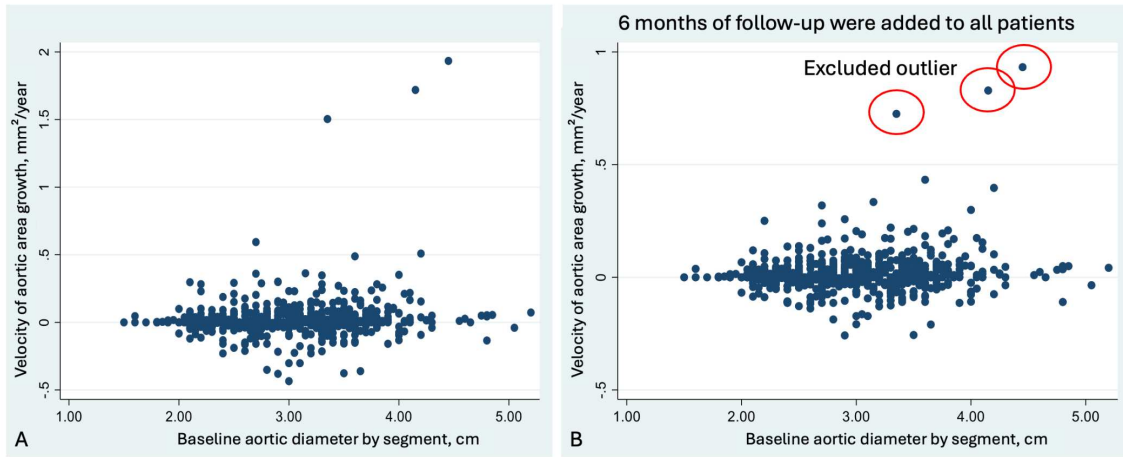 6 months of follow-up were added to all patients
Velocity of aortic area growth, mm²/year
2
1.5
1
.5
0
-.5
1.00 2.00 3.00 4.00 5.00
A
Baseline aortic diameter by segment, cm
Excluded outlier
Velocity of aortic area growth, mm²/year
1
.5
0
-.5
1.00 2.00 3.00 4.00 5.00
B
Baseline aortic diameter by segment, cm